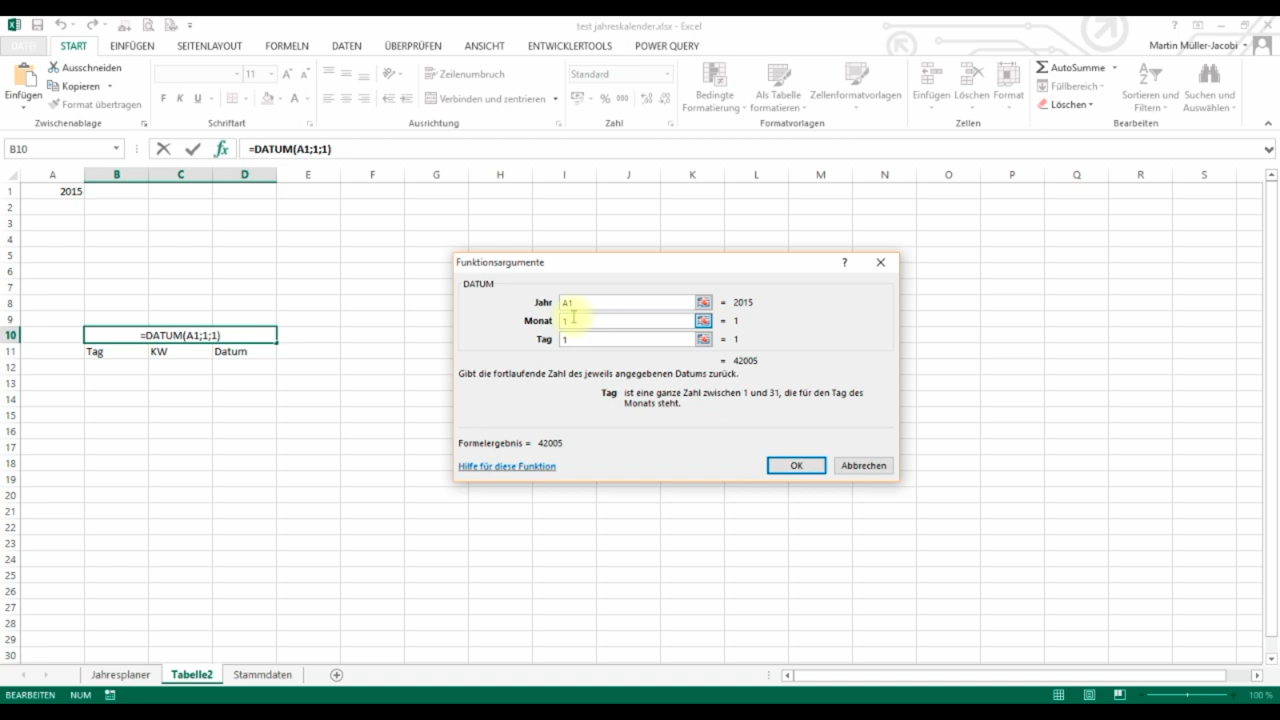 test jahreskalender.xlsx - Excel
START EINFÜGEN SEITENLAYOUT FORMELN DATEN ÜBERPRÜFEN ANSICHT ENTWICKLERTOOLS POWER QUERY Martin Müller-Jacobi
Einfügen
Ausschneiden
Kopieren
Format übertragen
Zwischenablage
11
F K U
Schriftart
Zeilenumbruch
Verbinden und zentrieren
Ausrichtung
Standard
% 000
Zahl
Bedingte Formatierung
Als Tabelle formatieren
Zellenformatvorlagen
Formatvorlagen
Einfügen Löschen Format
Zellen
AutoSumme
Füllbereich
Löschen
Sortieren und Filtern
Suchen und Auswählen
Bearbeiten
B10 fx =DATUM(A1;1;1)
A B C D E F G H I J K L M N O P Q R S
1 2015
2
3
4
5
6
7
8
9
10 =DATUM(A1;1;1)
11 Tag KW Datum
12
13
14
15
16
17
18
19
20
21
22
23
24
25
26
27
28
29
30
Funktionsargumente ?
DATUM
Jahr A1 = 2015
Monat 1 = 1
Tag 1 = 1
= 42005
Gibt die fortlaufende Zahl des jeweils angegebenen Datums zurück.
Tag ist eine ganze Zahl zwischen 1 und 31, die für den Tag des
Monats steht.
Formelergebnis = 42005
Hilfe für diese Funktion OK Abbrechen
Jahresplaner Tabelle2 Stammdaten
BEARBEITEN NUM 100 %